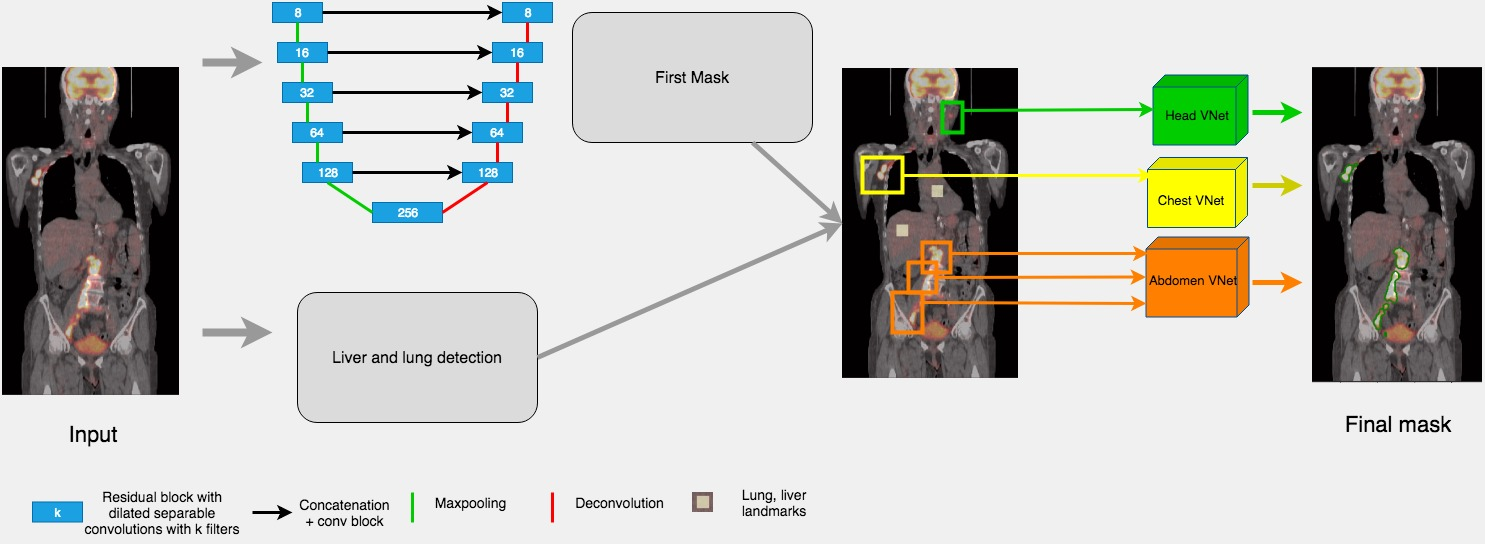 8
8
16
16
32
32
64
64
128
128
256
First Mask
Liver and lung detection
Head VNet
Chest VNet
Abdomen VNet
Input
Final mask
k
Residual block with
dilated separable
convolutions with k filters
Concatenation
+ conv block
Maxpooling
Deconvolution
Lung, liver
landmarks